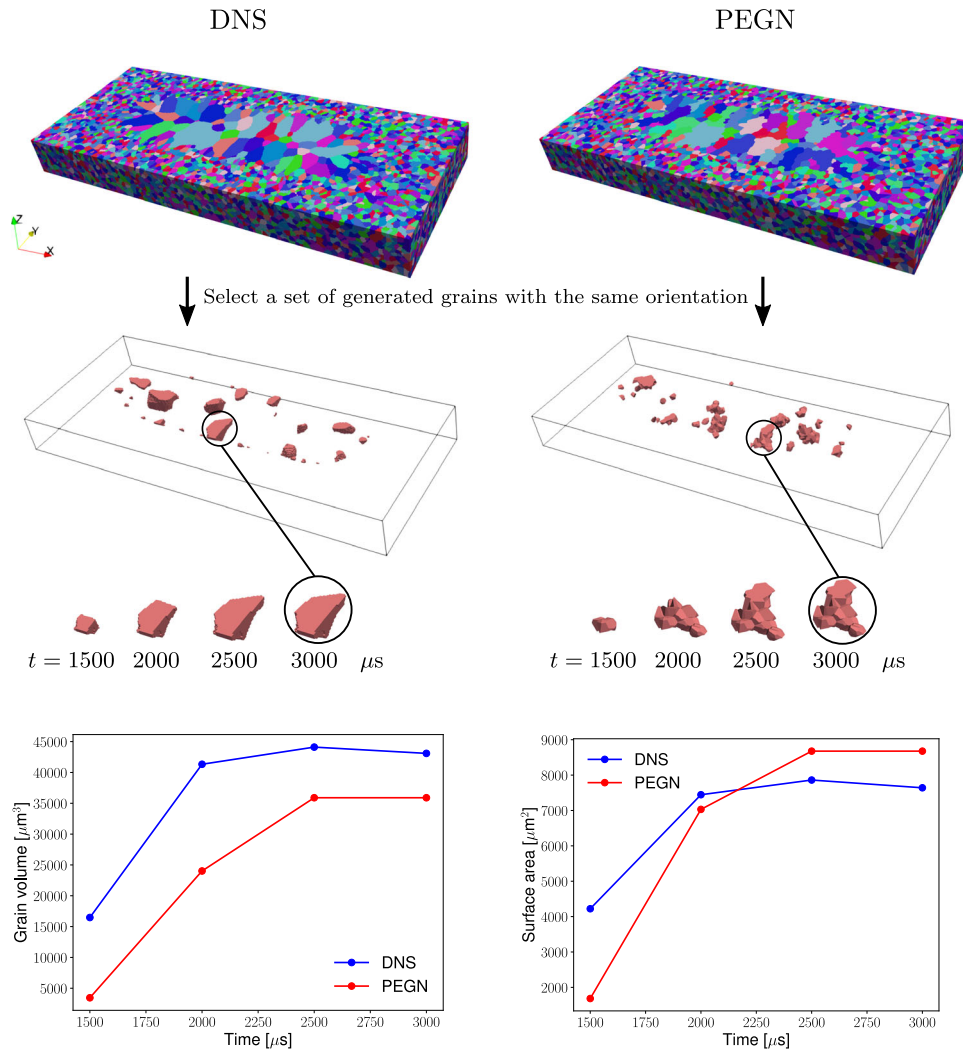 DNS
PEGN
Z
Y
X
Select a set of generated grains with the same orientation
t = 1500 2000 2500 3000 μs
t = 1500 2000 2500 3000 μs
Grain volume [μm³]
45000
40000
35000
30000
25000
20000
15000
10000
5000
DNS
PEGN
1500 1750 2000 2250 2500 2750 3000
Time [μs]
Surface area [μm²]
9000
8000
7000
6000
5000
4000
3000
2000
DNS
PEGN
1500 1750 2000 2250 2500 2750 3000
Time [μs]